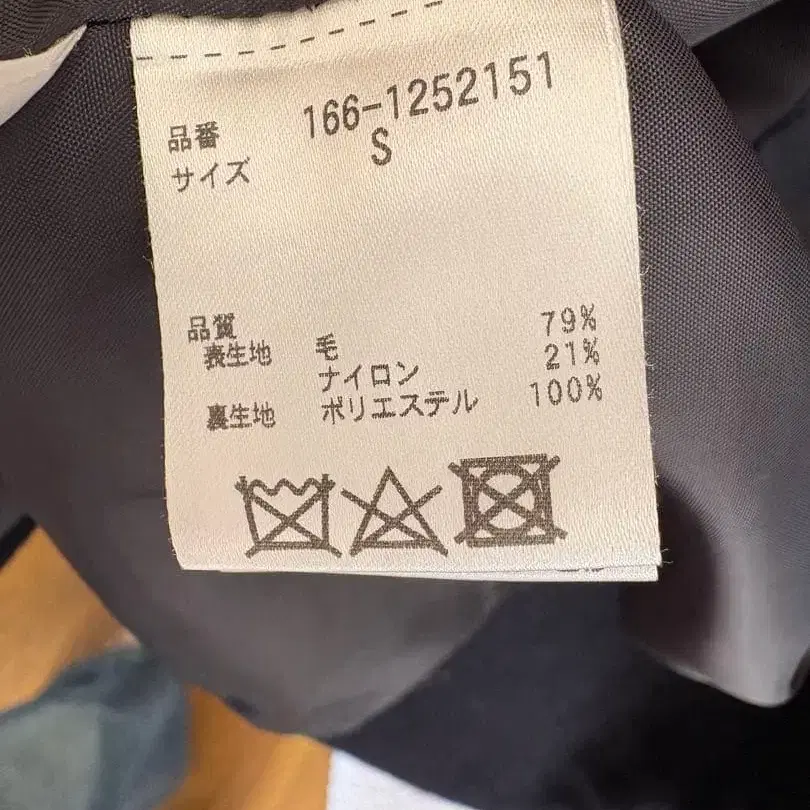 品番 166-1252151
サイズ S
品質
表生地 毛 79%
ナイロン 21%
裏生地 ポリエステル 100%